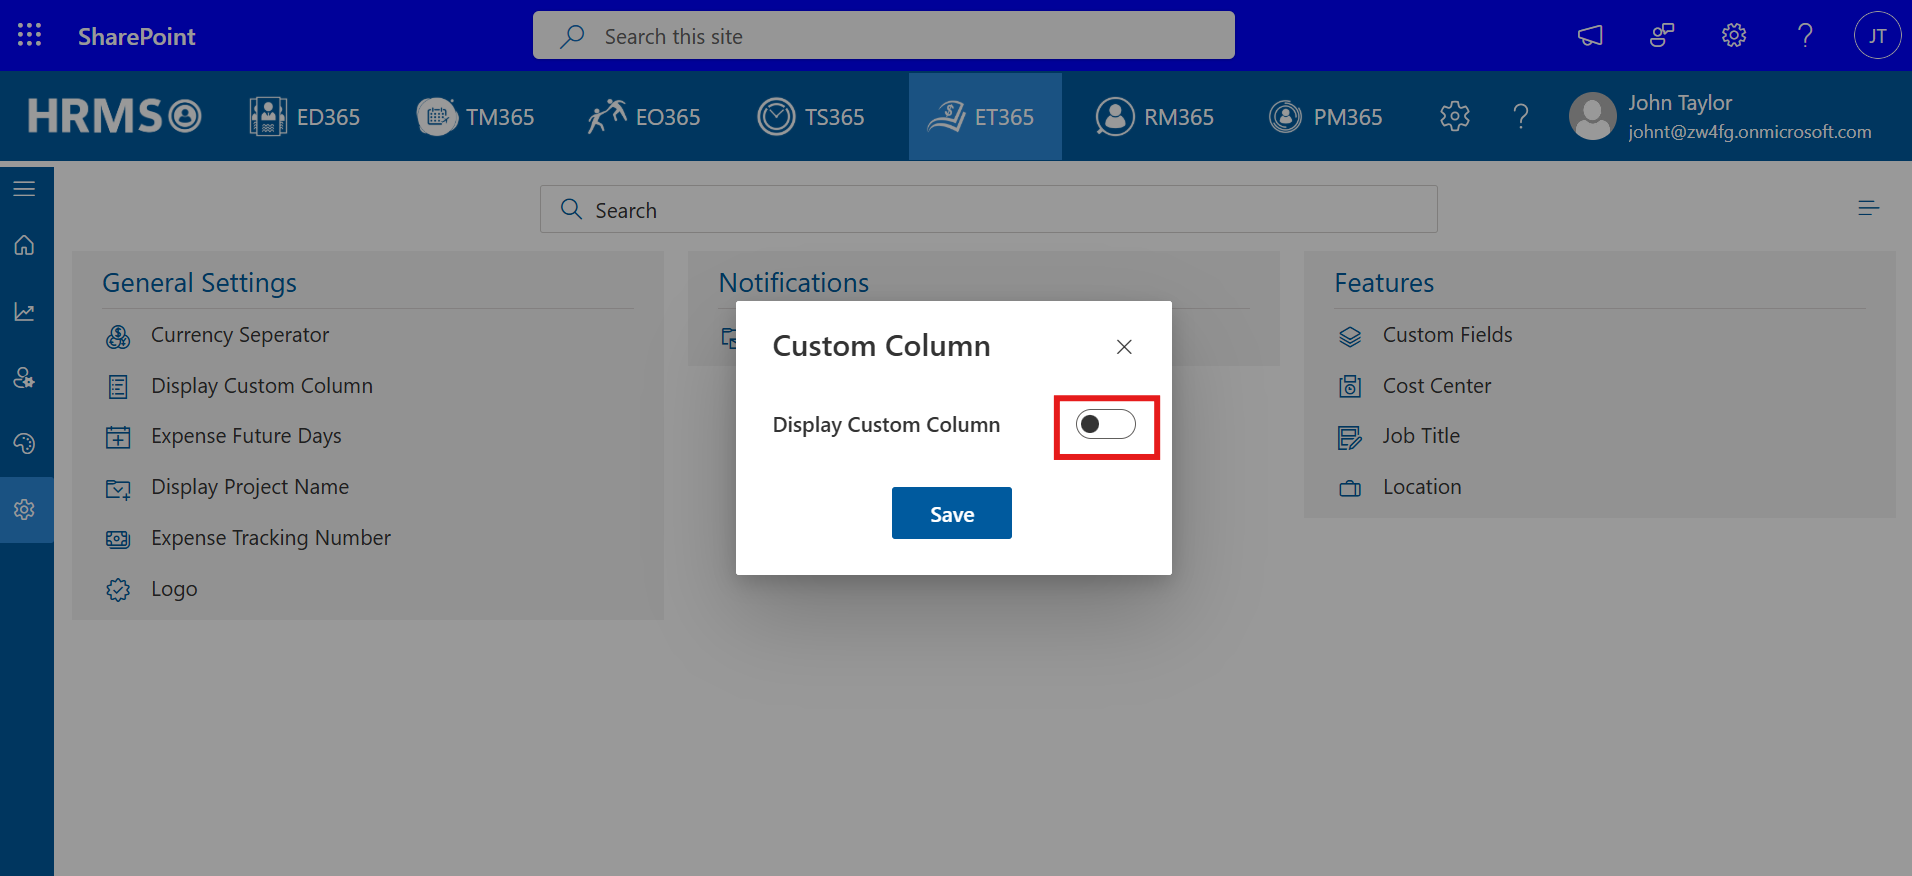 SharePoint
Search this site
JT
HRMS
ED365
TM365
EO365
TS365
ET365
RM365
PM365
John Taylor
johnt@zw4fg.onmicrosoft.com
Search
General Settings
Currency Seperator
Display Custom Column
Expense Future Days
Display Project Name
Expense Tracking Number
Logo
Notifications
Custom Column
Display Custom Column
Save
Features
Custom Fields
Cost Center
Job Title
Location